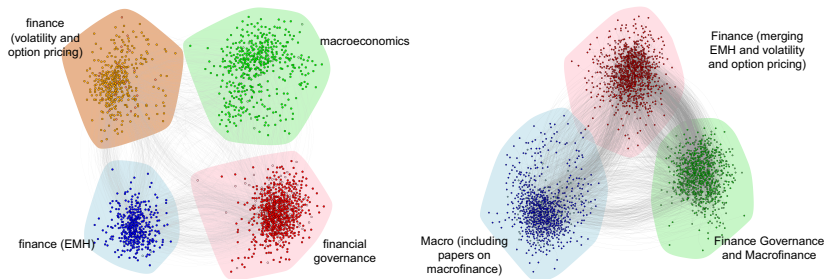 finance
(volatility and
option pricing)
macroeconomics
finance (EMH)
financial
governance
Finance (merging
EMH and volatility
and option pricing)
Macro (including
papers on
macrofinance)
Finance Governance
and Macrofinance